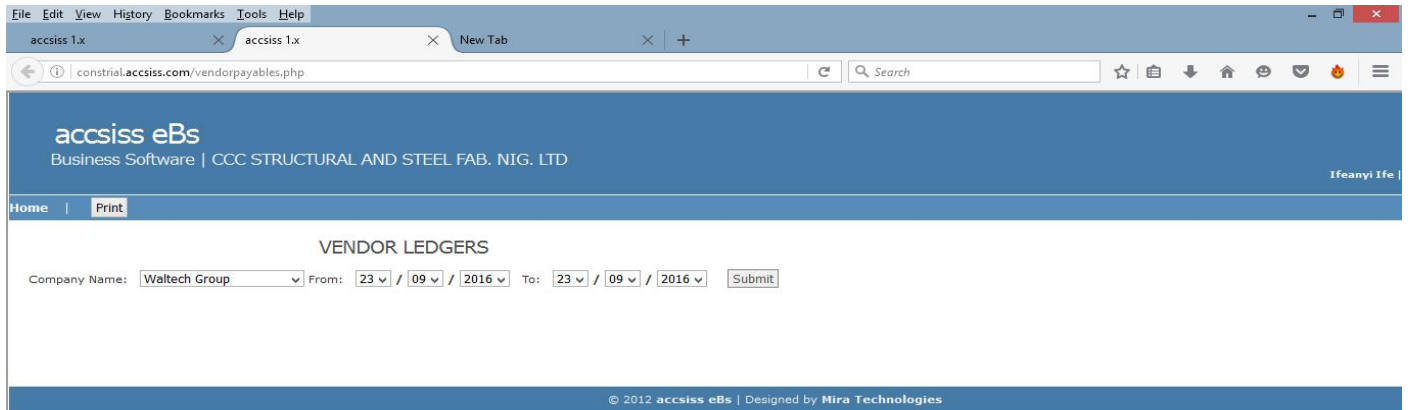 File Edit View History Bookmarks Tools Help
accsiss 1.x accsiss 1.x New Tab
constrial.accsiss.com/vendorpayables.php Search
accsiss eBs
Business Software | CCC STRUCTURAL AND STEEL FAB. NIG. LTD
Ifeanyi Ife |
Home | Print
VENDOR LEDGERS
Company Name: Waltech Group From: 23 / 09 / 2016 To: 23 / 09 / 2016 Submit
© 2012 accsiss eBs | Designed by Mira Technologies